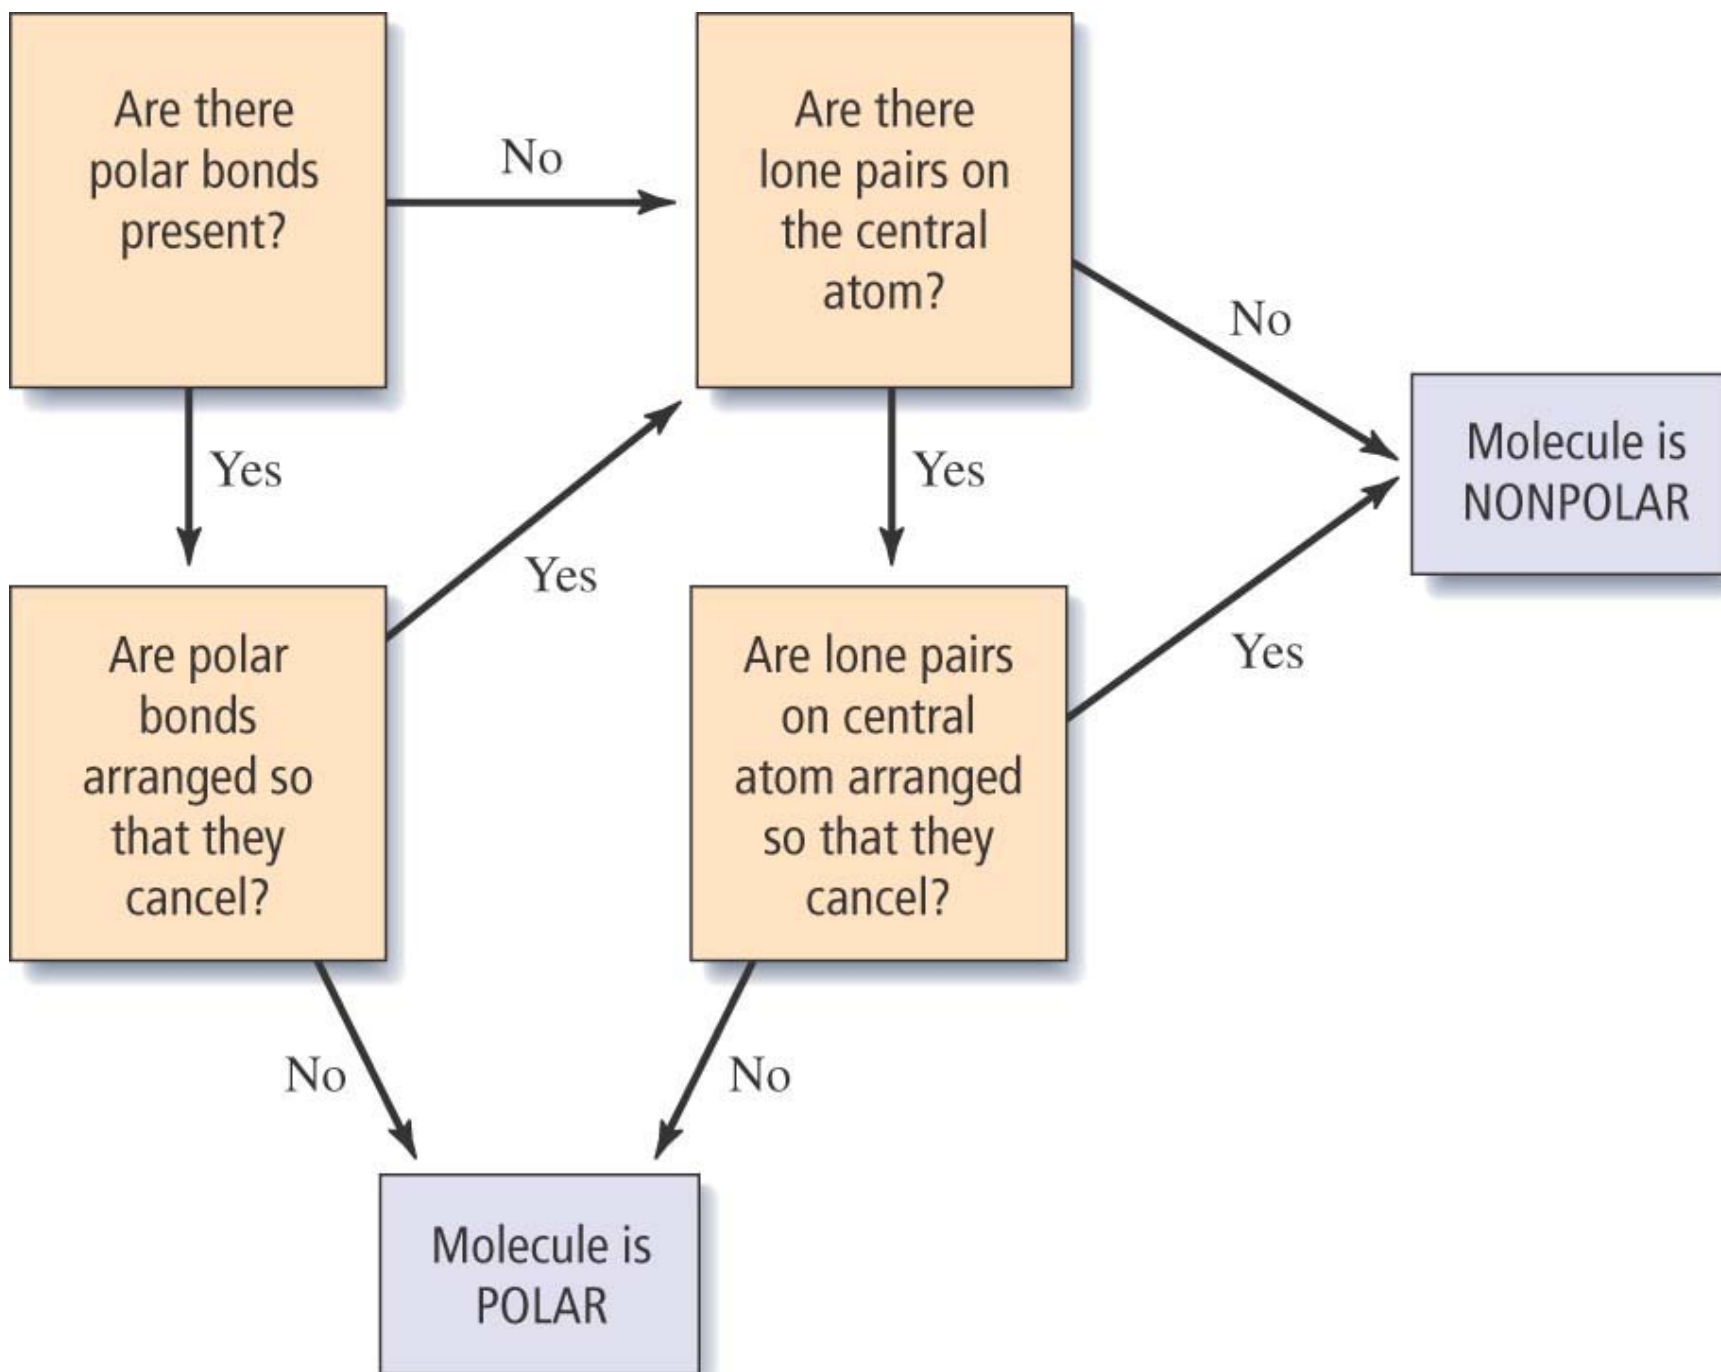 Are there
polar bonds
present?
No
Are there
lone pairs on
the central
atom?
No
Yes
Yes
Yes
Molecule is
NONPOLAR
Are polar
bonds
arranged so
that they
cancel?
Are lone pairs
on central
atom arranged
so that they
cancel?
Yes
No
No
Molecule is
POLAR